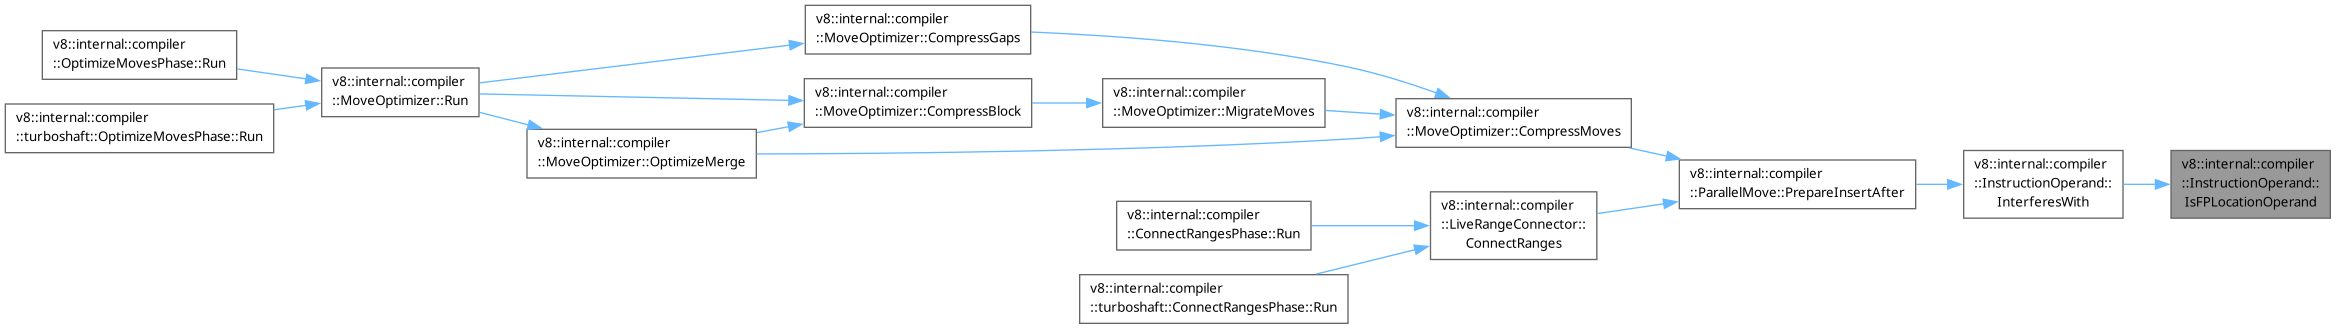 v8::internal::compiler
::OptimizeMovesPhase::Run
v8::internal::compiler
::turboshaft::OptimizeMovesPhase::Run
v8::internal::compiler
::MoveOptimizer::Run
v8::internal::compiler
::MoveOptimizer::CompressGaps
v8::internal::compiler
::MoveOptimizer::CompressBlock
v8::internal::compiler
::MoveOptimizer::OptimizeMerge
v8::internal::compiler
::MoveOptimizer::MigrateMoves
v8::internal::compiler
::MoveOptimizer::CompressMoves
v8::internal::compiler
::ConnectRangesPhase::Run
v8::internal::compiler
::turboshaft::ConnectRangesPhase::Run
v8::internal::compiler
::LiveRangeConnector::
ConnectRanges
v8::internal::compiler
::ParallelMove::PrepareInsertAfter
v8::internal::compiler
::InstructionOperand::
InterferesWith
v8::internal::compiler
::InstructionOperand::
IsFPLocationOperand